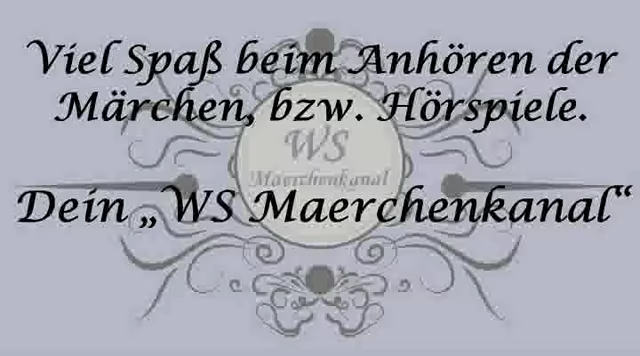 Viel Spaß beim Anhören der
Märchen, bzw. Hörspiele.
WS
Maerchenkanal
Dein „WS Maerchenkanal“